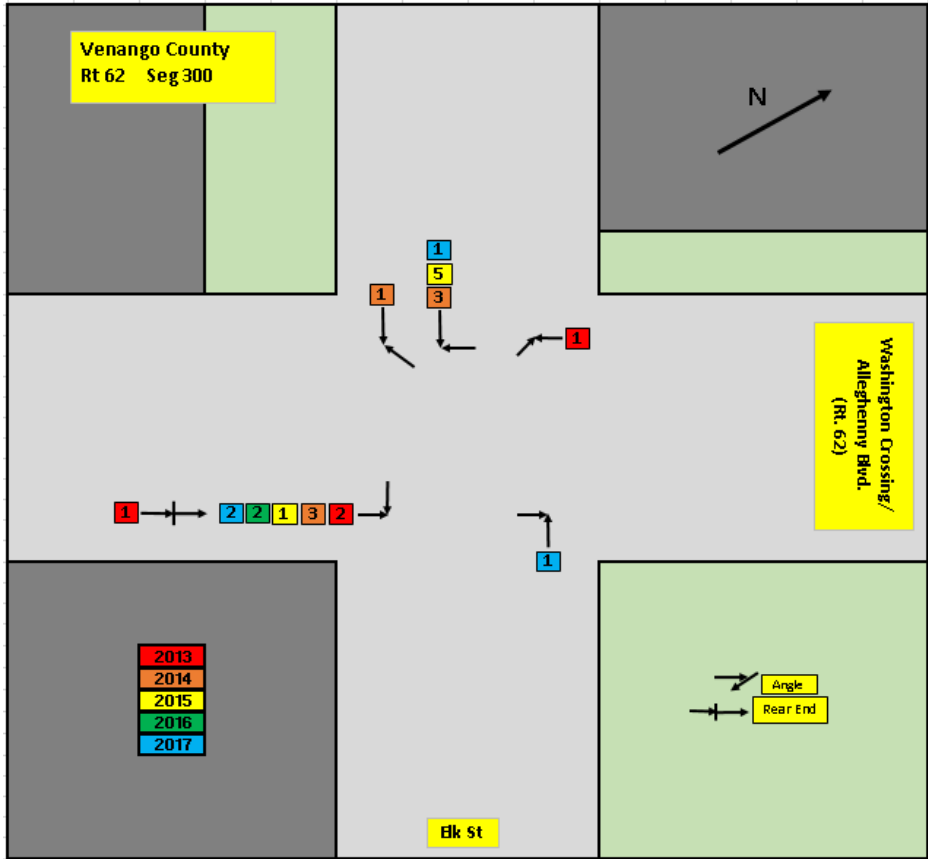 Venango County
Rt 62 Seg 300
N
1
5
1
3
1
Washington Crossing/
Alleghenny Blvd.
(Rt. 62)
1
2
2
1
3
2
1
2013
2014
2015
2016
2017
Angle
Rear End
Elk St